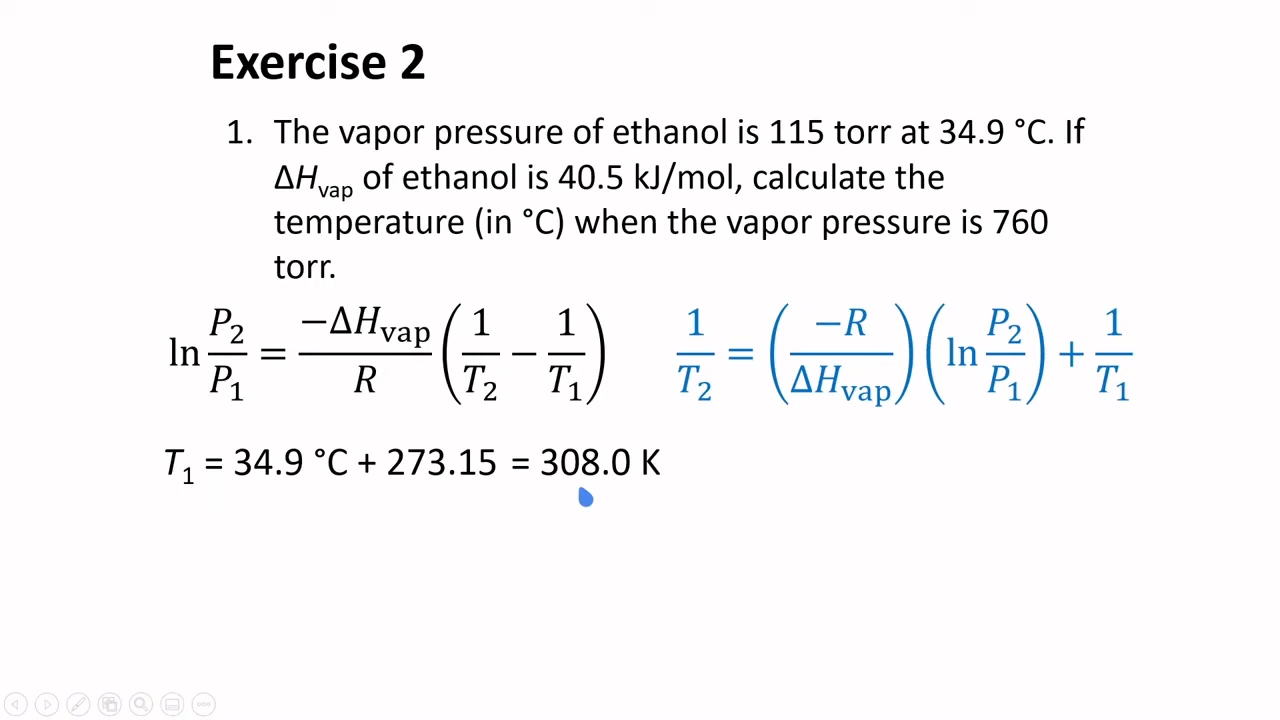 Exercise 2
1. The vapor pressure of ethanol is 115 torr at 34.9 °C. If
ΔHvap of ethanol is 40.5 kJ/mol, calculate the
temperature (in °C) when the vapor pressure is 760
torr.
ln P₂/P₁ = −ΔHvap/R (1/T₂ − 1/T₁)
1/T₂ = (−R/ΔHvap)(ln P₂/P₁) + 1/T₁
T₁ = 34.9 °C + 273.15 = 308.0 K